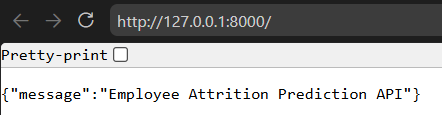 http://127.0.0.1:8000/
Pretty-print
{"message":"Employee Attrition Prediction API"}